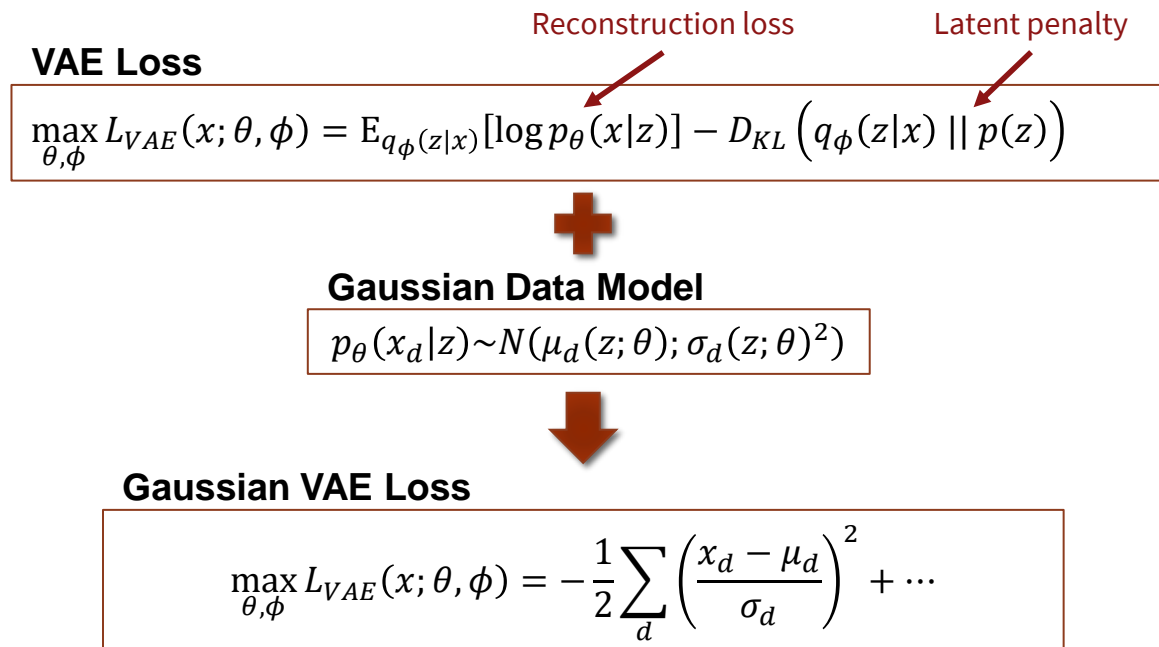 Reconstruction loss
Latent penalty
VAE Loss
max_{θ,ϕ} L_{VAE}(x; θ, ϕ) = E_{q_ϕ(z|x)}[log p_θ(x|z)] − D_{KL} (q_ϕ(z|x) || p(z))
Gaussian Data Model
p_θ(x_d|z)~N(μ_d(z; θ); σ_d(z; θ)²)
Gaussian VAE Loss
max_{θ,ϕ} L_{VAE}(x; θ, ϕ) = −1/2 ∑_d ((x_d − μ_d)/σ_d)² + ⋯